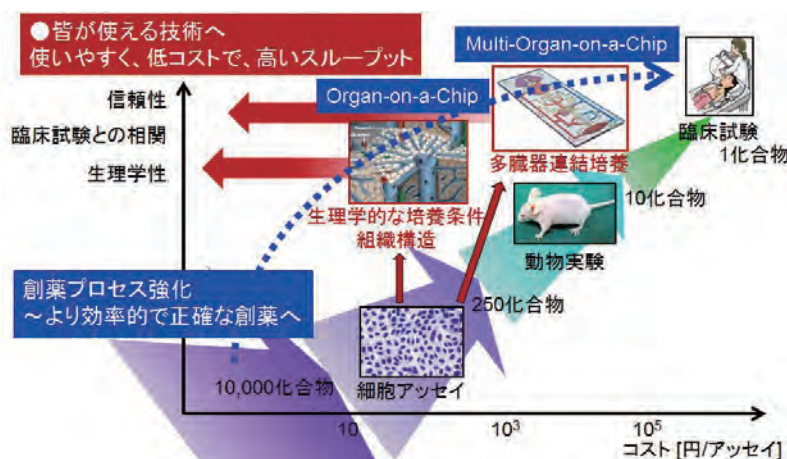 ●皆が使える技術へ
使いやすく、低コストで、高いスループット
Multi-Organ-on-a-Chip
Organ-on-a-Chip
信頼性
臨床試験との相関
生理学性
臨床試験
1化合物
多臓器連結培養
10化合物
生理学的な培養条件
組織構造
動物実験
創薬プロセス強化
~より効率的で正確な創薬へ
250化合物
10,000化合物
細胞アッセイ
10
10³
10⁵
コスト [円/アッセイ]